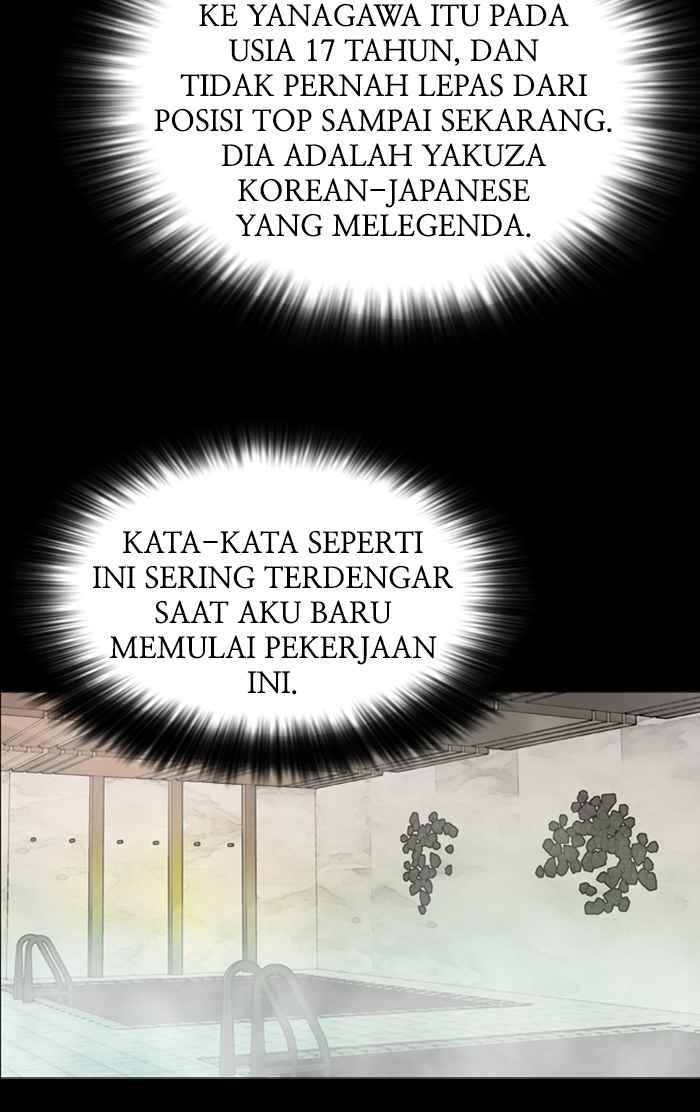 KE YANAGAWA ITU PADA
USIA 17 TAHUN, DAN
TIDAK PERNAH LEPAS DARI
POSISI TOP SAMPAI SEKARANG.
DIA ADALAH YAKUZA
KOREAN-JAPANESE
YANG MELEGENDA.
KATA-KATA SEPERTI
INI SERING TERDENGAR
SAAT AKU BARU
MEMULAI PEKERJAAN
INI.